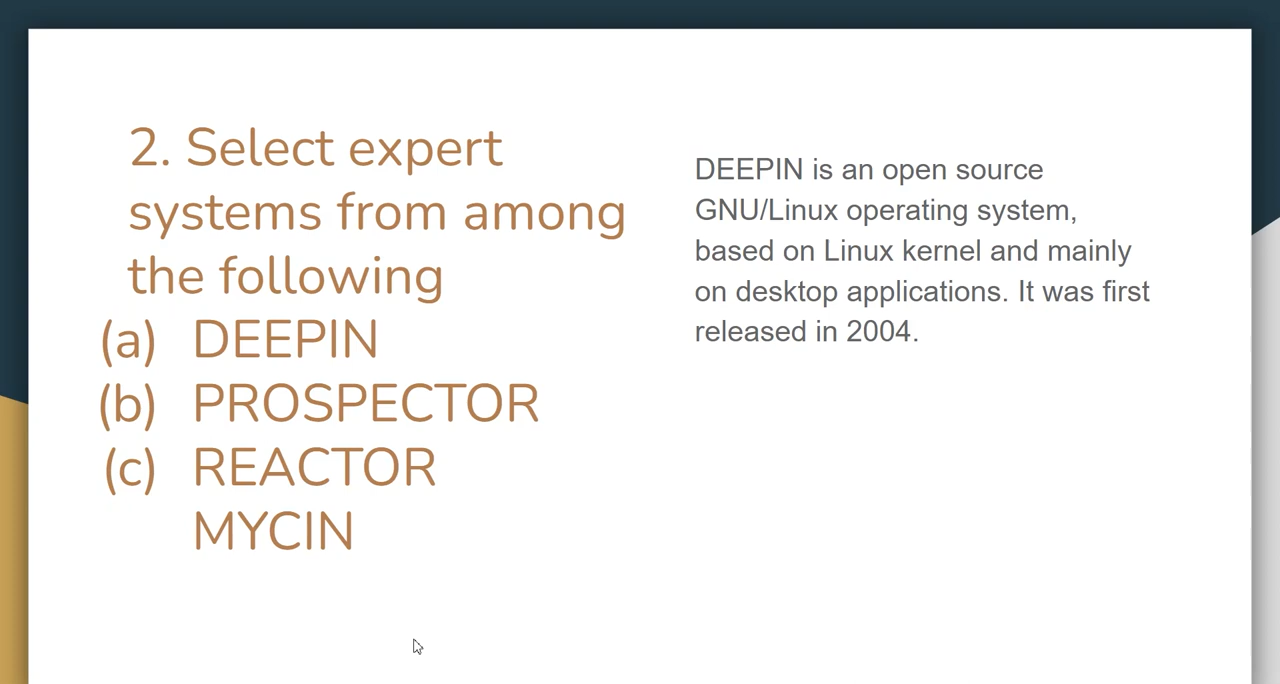 2. Select expert
systems from among
the following
(a) DEEPIN
(b) PROSPECTOR
(c) REACTOR
MYCIN
DEEPIN is an open source
GNU/Linux operating system,
based on Linux kernel and mainly
on desktop applications. It was first
released in 2004.